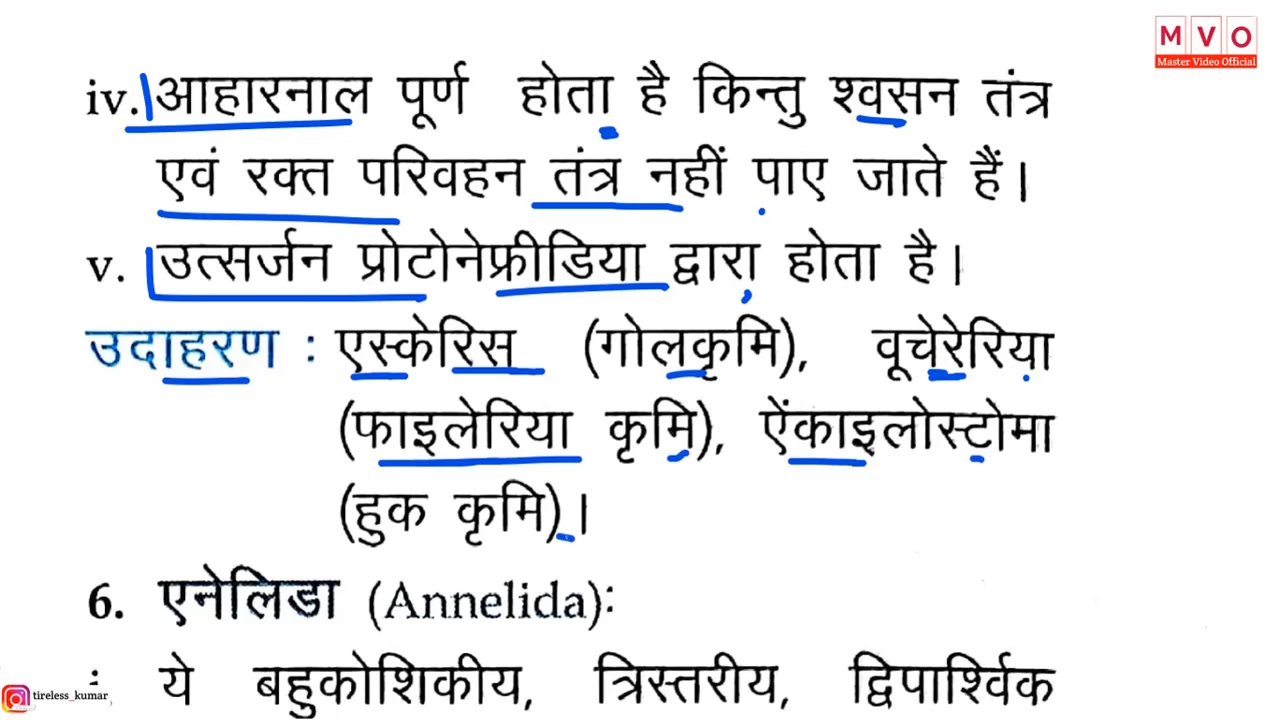 M V O
Master Video Official
iv. आहारनाल पूर्ण होता है किन्तु श्वसन तंत्र
एवं रक्त परिवहन तंत्र नहीं पाए जाते हैं।
v. उत्सर्जन प्रोटोनेफ्रीडिया द्वारा होता है।
उदाहरण : एस्केरिस (गोलकृमि), वूचेरेरिया
(फाइलेरिया कृमि), ऐंकाइलोस्टोमा
(हुक कृमि)।
6. एनेलिडा (Annelida):
ये बहुकोशिकीय, त्रिस्तरीय, द्विपार्श्विक
tireless_kumar